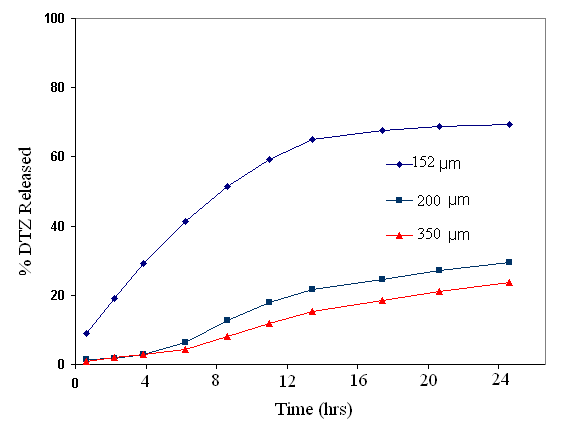 100
80
60
40
20
0
% DTZ Released
152 μm
200 μm
350 μm
0 4 8 12 16 20 24
Time (hrs)